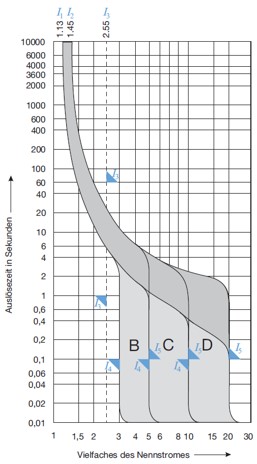 I1 I2 I3
1.13 1.45 2.55
10000
6000
4000
3600
2000
1000
600
400
200
100
60
40
20
10
6
4
2
1
0,6
0,4
0,2
0,1
0,06
0,04
0,02
0,01
Auslösezeit in Sekunden
I3
I3
B C D
I5 I5 I5
I4 I4 I4
1 1,5 2 3 4 5 6 8 10 15 20 30
Vielfaches des Nennstromes